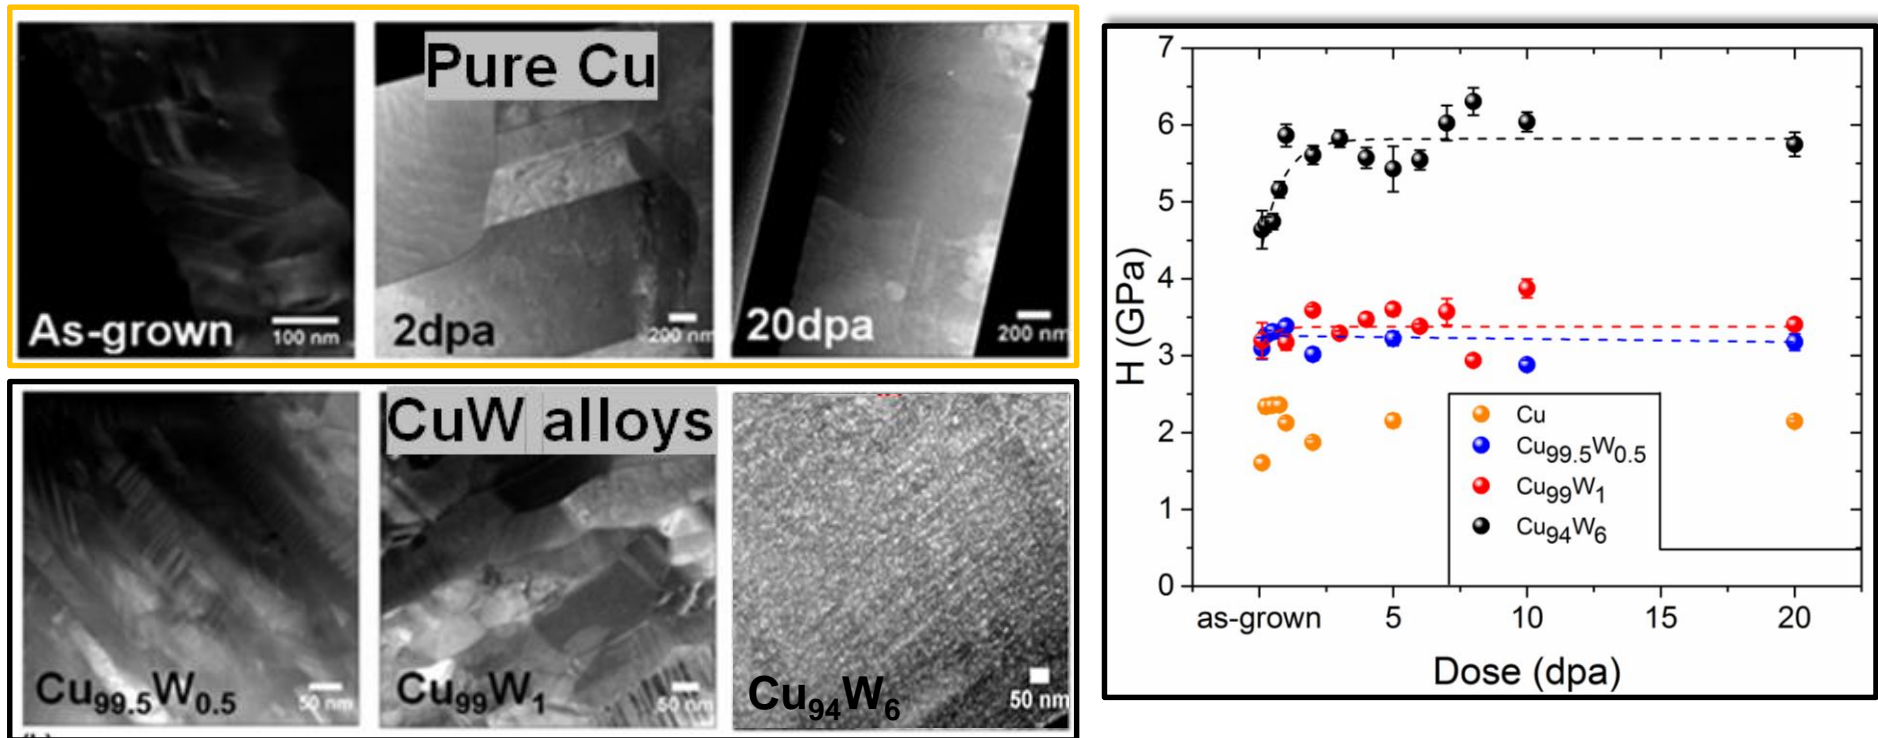 Pure Cu
As-grown
100 nm
2dpa
200 nm
20dpa
200 nm
CuW alloys
Cu99.5W0.5
50 nm
Cu99W1
50 nm
Cu94W6
50 nm
H (GPa)
7
6
5
4
3
2
1
0
Cu
Cu99.5W0.5
Cu99W1
Cu94W6
as-grown 5 10 15 20
Dose (dpa)